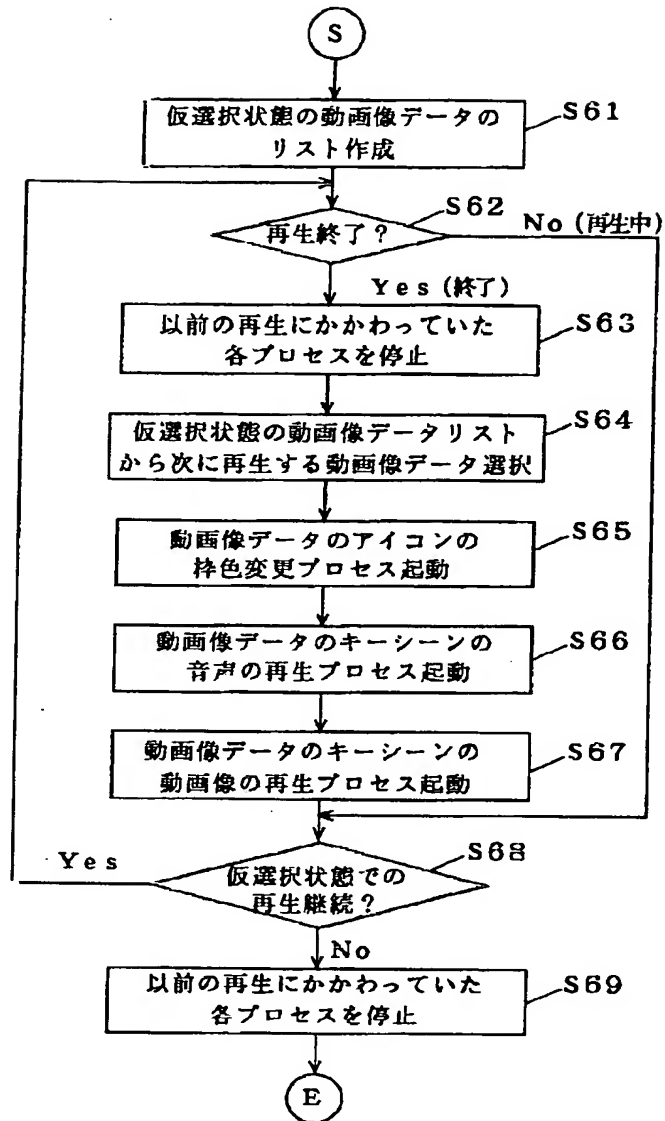 S
仮選択状態の動画像データの
リスト作成
S61
再生終了?
S62
No (再生中)
Yes (終了)
以前の再生にかかわっていた
各プロセスを停止
S63
仮選択状態の動画像データリスト
から次に再生する動画像データ選択
S64
動画像データのアイコンの
枠色変更プロセス起動
S65
動画像データのキーシーンの
音声の再生プロセス起動
S66
動画像データのキーシーンの
動画像の再生プロセス起動
S67
仮選択状態での
再生継続?
S68
Yes
No
以前の再生にかかわっていた
各プロセスを停止
S69
E